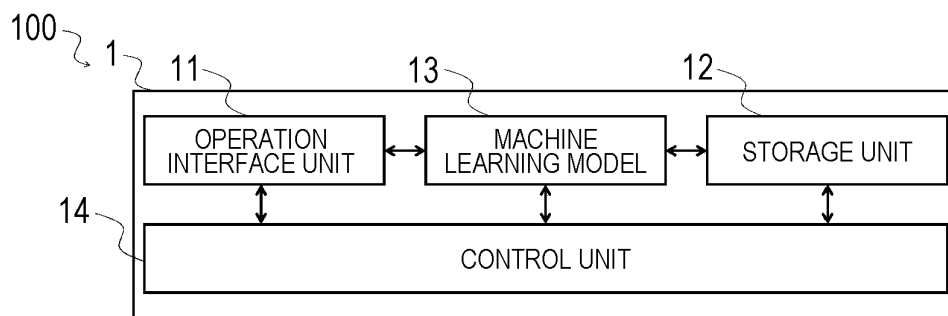 100
1
11
13
12
OPERATION
INTERFACE UNIT
MACHINE
LEARNING MODEL
STORAGE UNIT
14
CONTROL UNIT